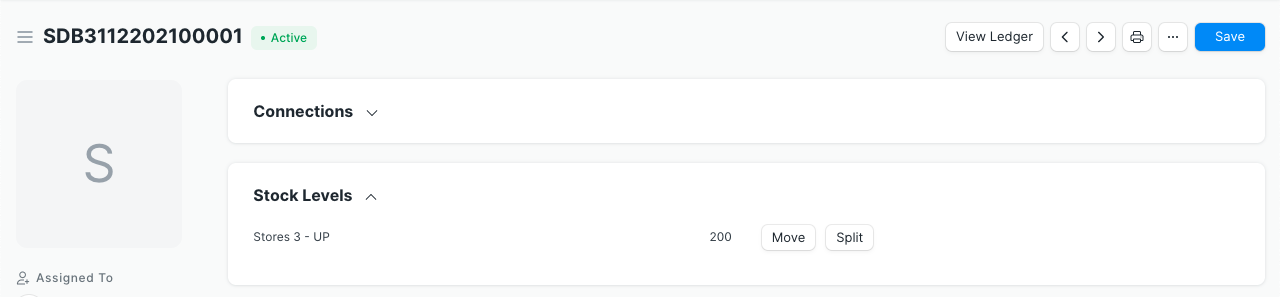 SDB3112202100001
Active
View Ledger
...
Save
Connections
Stock Levels
Stores 3 - UP 200 Move Split
S
Assigned To